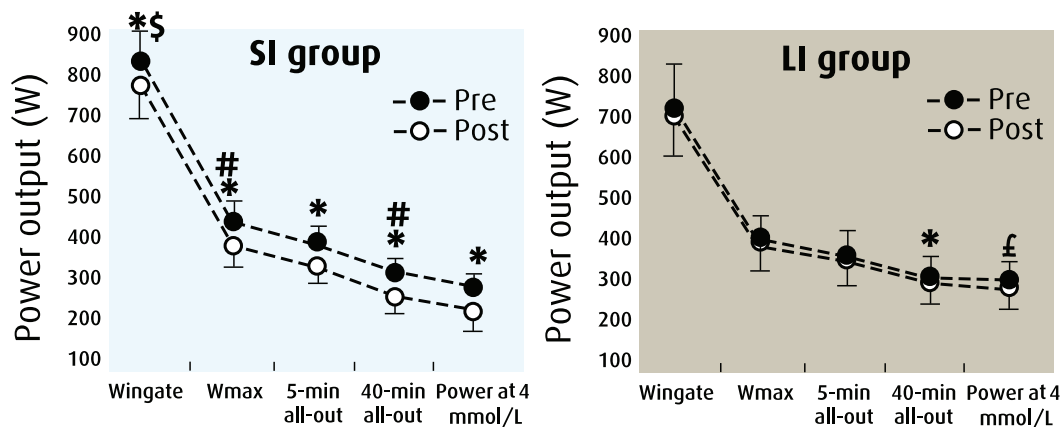 SI group
Power output (W)
900
800
700
600
500
400
300
200
100
*$
#
*
*
#
*
*
Pre
Post
Wingate
Wmax
5-min
all-out
40-min
all-out
Power at 4
mmol/L
LI group
Power output (W)
900
800
700
600
500
400
300
200
100
*
£
Pre
Post
Wingate
Wmax
5-min
all-out
40-min
all-out
Power at 4
mmol/L